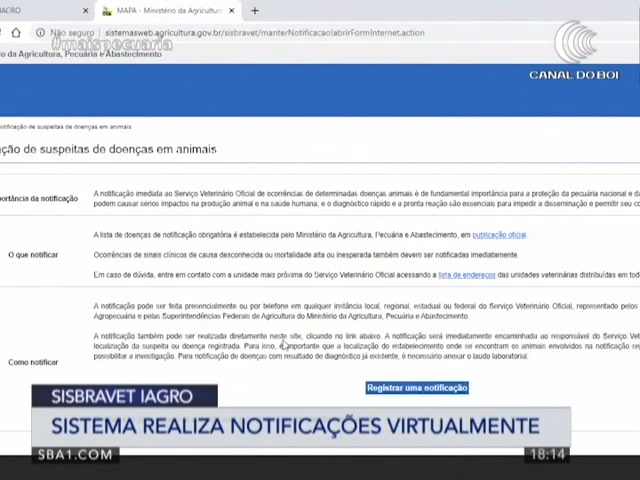 IAGRO
MAPA - Ministério da Agricultur
Não seguro
sistemasweb.agricultura.gov.br/sisbravet/manterNotificacao!abrirFormInternet.action
#maispecuaria
o da Agricultura, Pecuária e Abastecimento
CANAL DO BOI
otificação de suspeitas de doenças em animais
ação de suspeitas de doenças em animais
ortância da notificação
A notificação imediata ao Serviço Veterinário Oficial de ocorrências de determinadas doenças animais é de fundamental importância para a proteção da pecuária nacional e da
podem causar sérios impactos na produção animal e na saúde humana, e o diagnóstico rápido e a pronta reação são essenciais para impedir a disseminação e permitir seu co
O que notificar
A lista de doenças de notificação obrigatória é estabelecida pelo Ministério da Agricultura, Pecuária e Abastecimento, em publicação oficial.
Ocorrências de sinais clínicos de causa desconhecida ou mortalidade alta ou inesperada também devem ser notificadas imediatamente.
Em caso de dúvida, entre em contato com a unidade mais próxima do Serviço Veterinário Oficial acessando a lista de endereços das unidades veterinárias distribuídas em tod
Como notificar
A notificação pode ser feita presencialmente ou por telefone em qualquer instância local, regional, estadual ou federal do Serviço Veterinário Oficial, representado pelos
Agropecuária e pelas Superintendências Federais de Agricultura do Ministério da Agricultura, Pecuária e Abastecimento.
A notificação também pode ser realizada diretamente neste site, clicando no link abaixo. A notificação será imediatamente encaminhada ao responsável do Serviço Vet
localização da suspeita ou doença registrada. Para isso, é importante que a localização do estabelecimento onde se encontram os animais envolvidos na notificação sej
possibilitar a investigação. Para notificação de doenças com resultado de diagnóstico já existente, é necessário anexar o laudo laboratorial.
Registrar uma notificação
SISBRAVET IAGRO
SISTEMA REALIZA NOTIFICAÇÕES VIRTUALMENTE
SBA1.COM
18:14